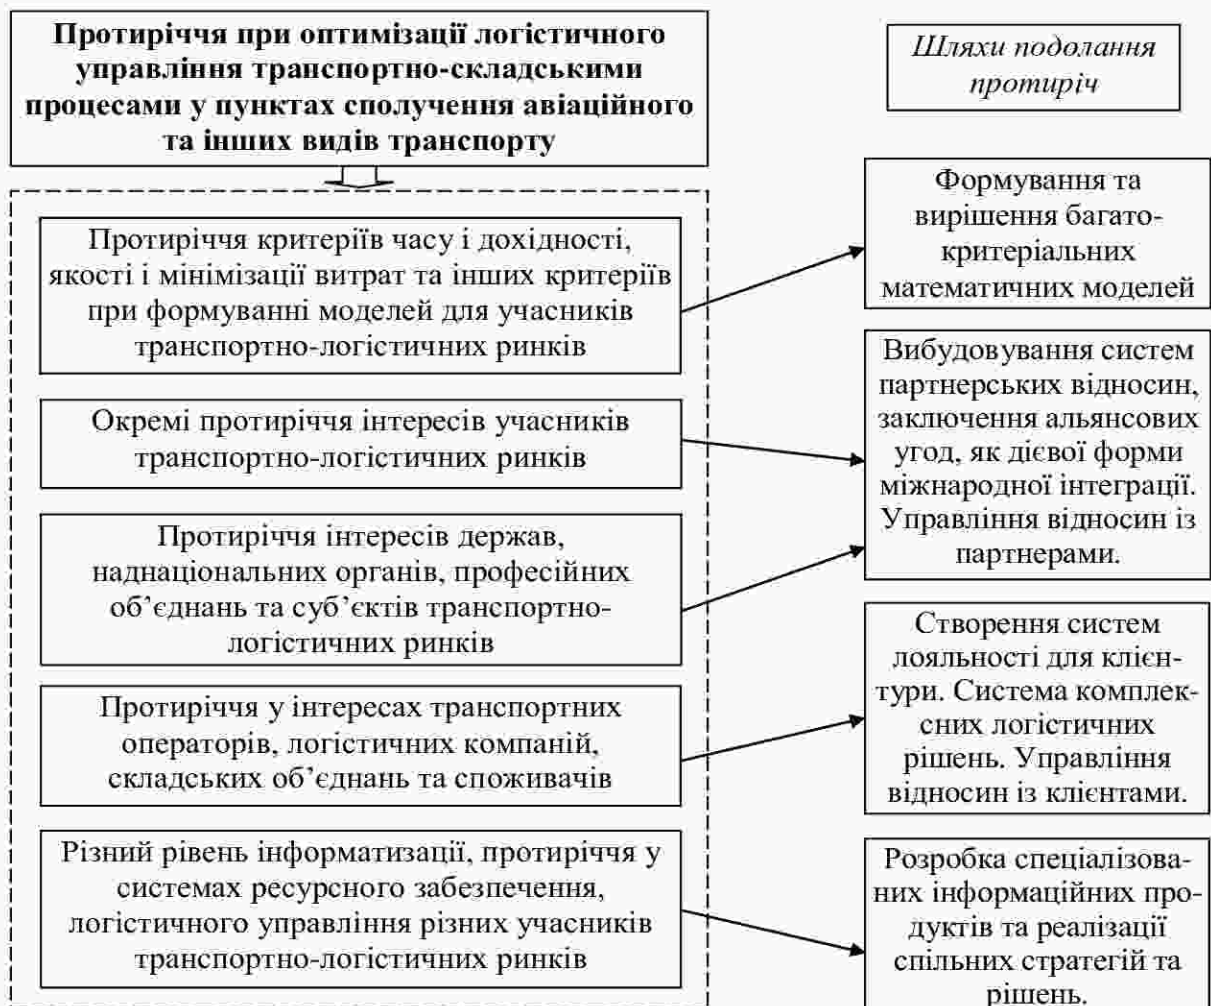 Протиріччя при оптимізації логістичного
управління транспортно-складськими
процесами у пунктах сполучення авіаційного
та інших видів транспорту
Шляхи подолання
протиріч
Протиріччя критеріїв часу і дохідності,
якості і мінімізації витрат та інших критеріїв
при формуванні моделей для учасників
транспортно-логістичних ринків
Формування та
вирішення багато-
критеріальних
математичних моделей
Окремі протиріччя інтересів учасників
транспортно-логістичних ринків
Протиріччя інтересів держав,
наднаціональних органів, професійних
об’єднань та суб’єктів транспортно-
логістичних ринків
Вибудовування систем
партнерських відносин,
заключення альянсових
угод, як дієвої форми
міжнародної інтеграції.
Управління відносин із
партнерами.
Протиріччя у інтересах транспортних
операторів, логістичних компаній,
складських об’єднань та споживачів
Створення систем
лояльності для клієн-
тури. Система комплек-
сних логістичних
рішень. Управління
відносин із клієнтами.
Різний рівень інформатизації, протиріччя у
системах ресурсного забезпечення,
логістичного управління різних учасників
транспортно-логістичних ринків
Розробка спеціалізова-
них інформаційних про-
дуктів та реалізації
спільних стратегій та
рішень.